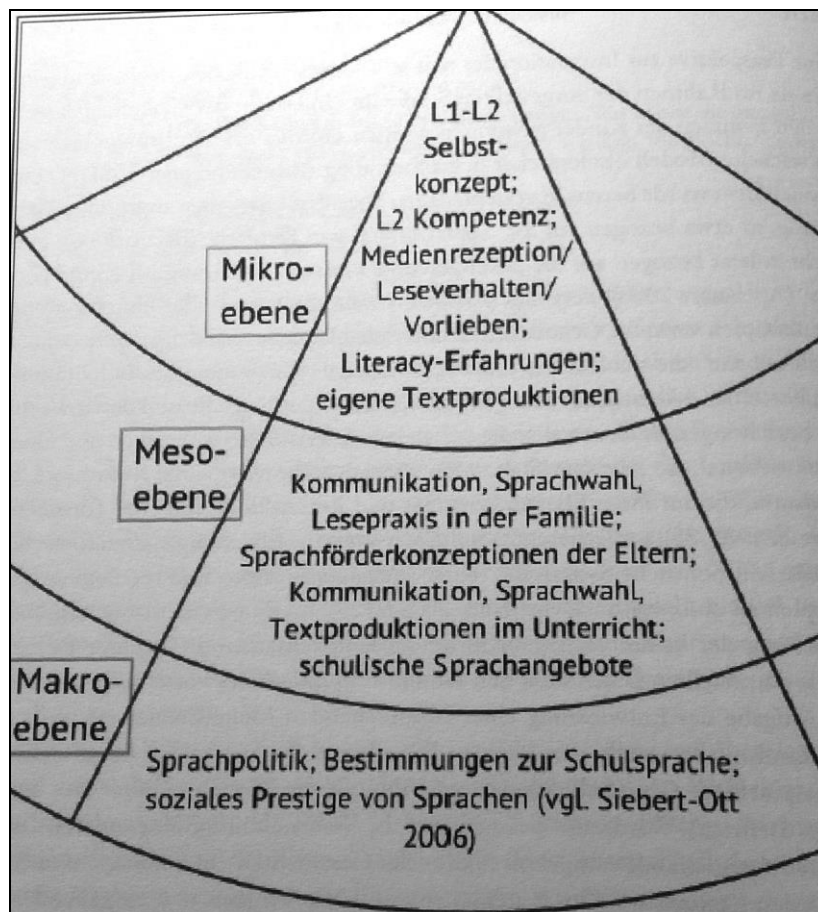 L1-L2
Selbst-
konzept;
L2 Kompetenz;
Medienrezeption/
Leseverhalten/
Vorlieben;
Literacy-Erfahrungen;
eigene Textproduktionen
Mikro-
ebene
Kommunikation, Sprachwahl,
Lesepraxis in der Familie;
Sprachförderkonzeptionen der Eltern;
Kommunikation, Sprachwahl,
Textproduktionen im Unterricht;
schulische Sprachangebote
Meso-
ebene
Sprachpolitik; Bestimmungen zur Schulsprache;
soziales Prestige von Sprachen (vgl. Siebert-Ott
2006)
Makro-
ebene